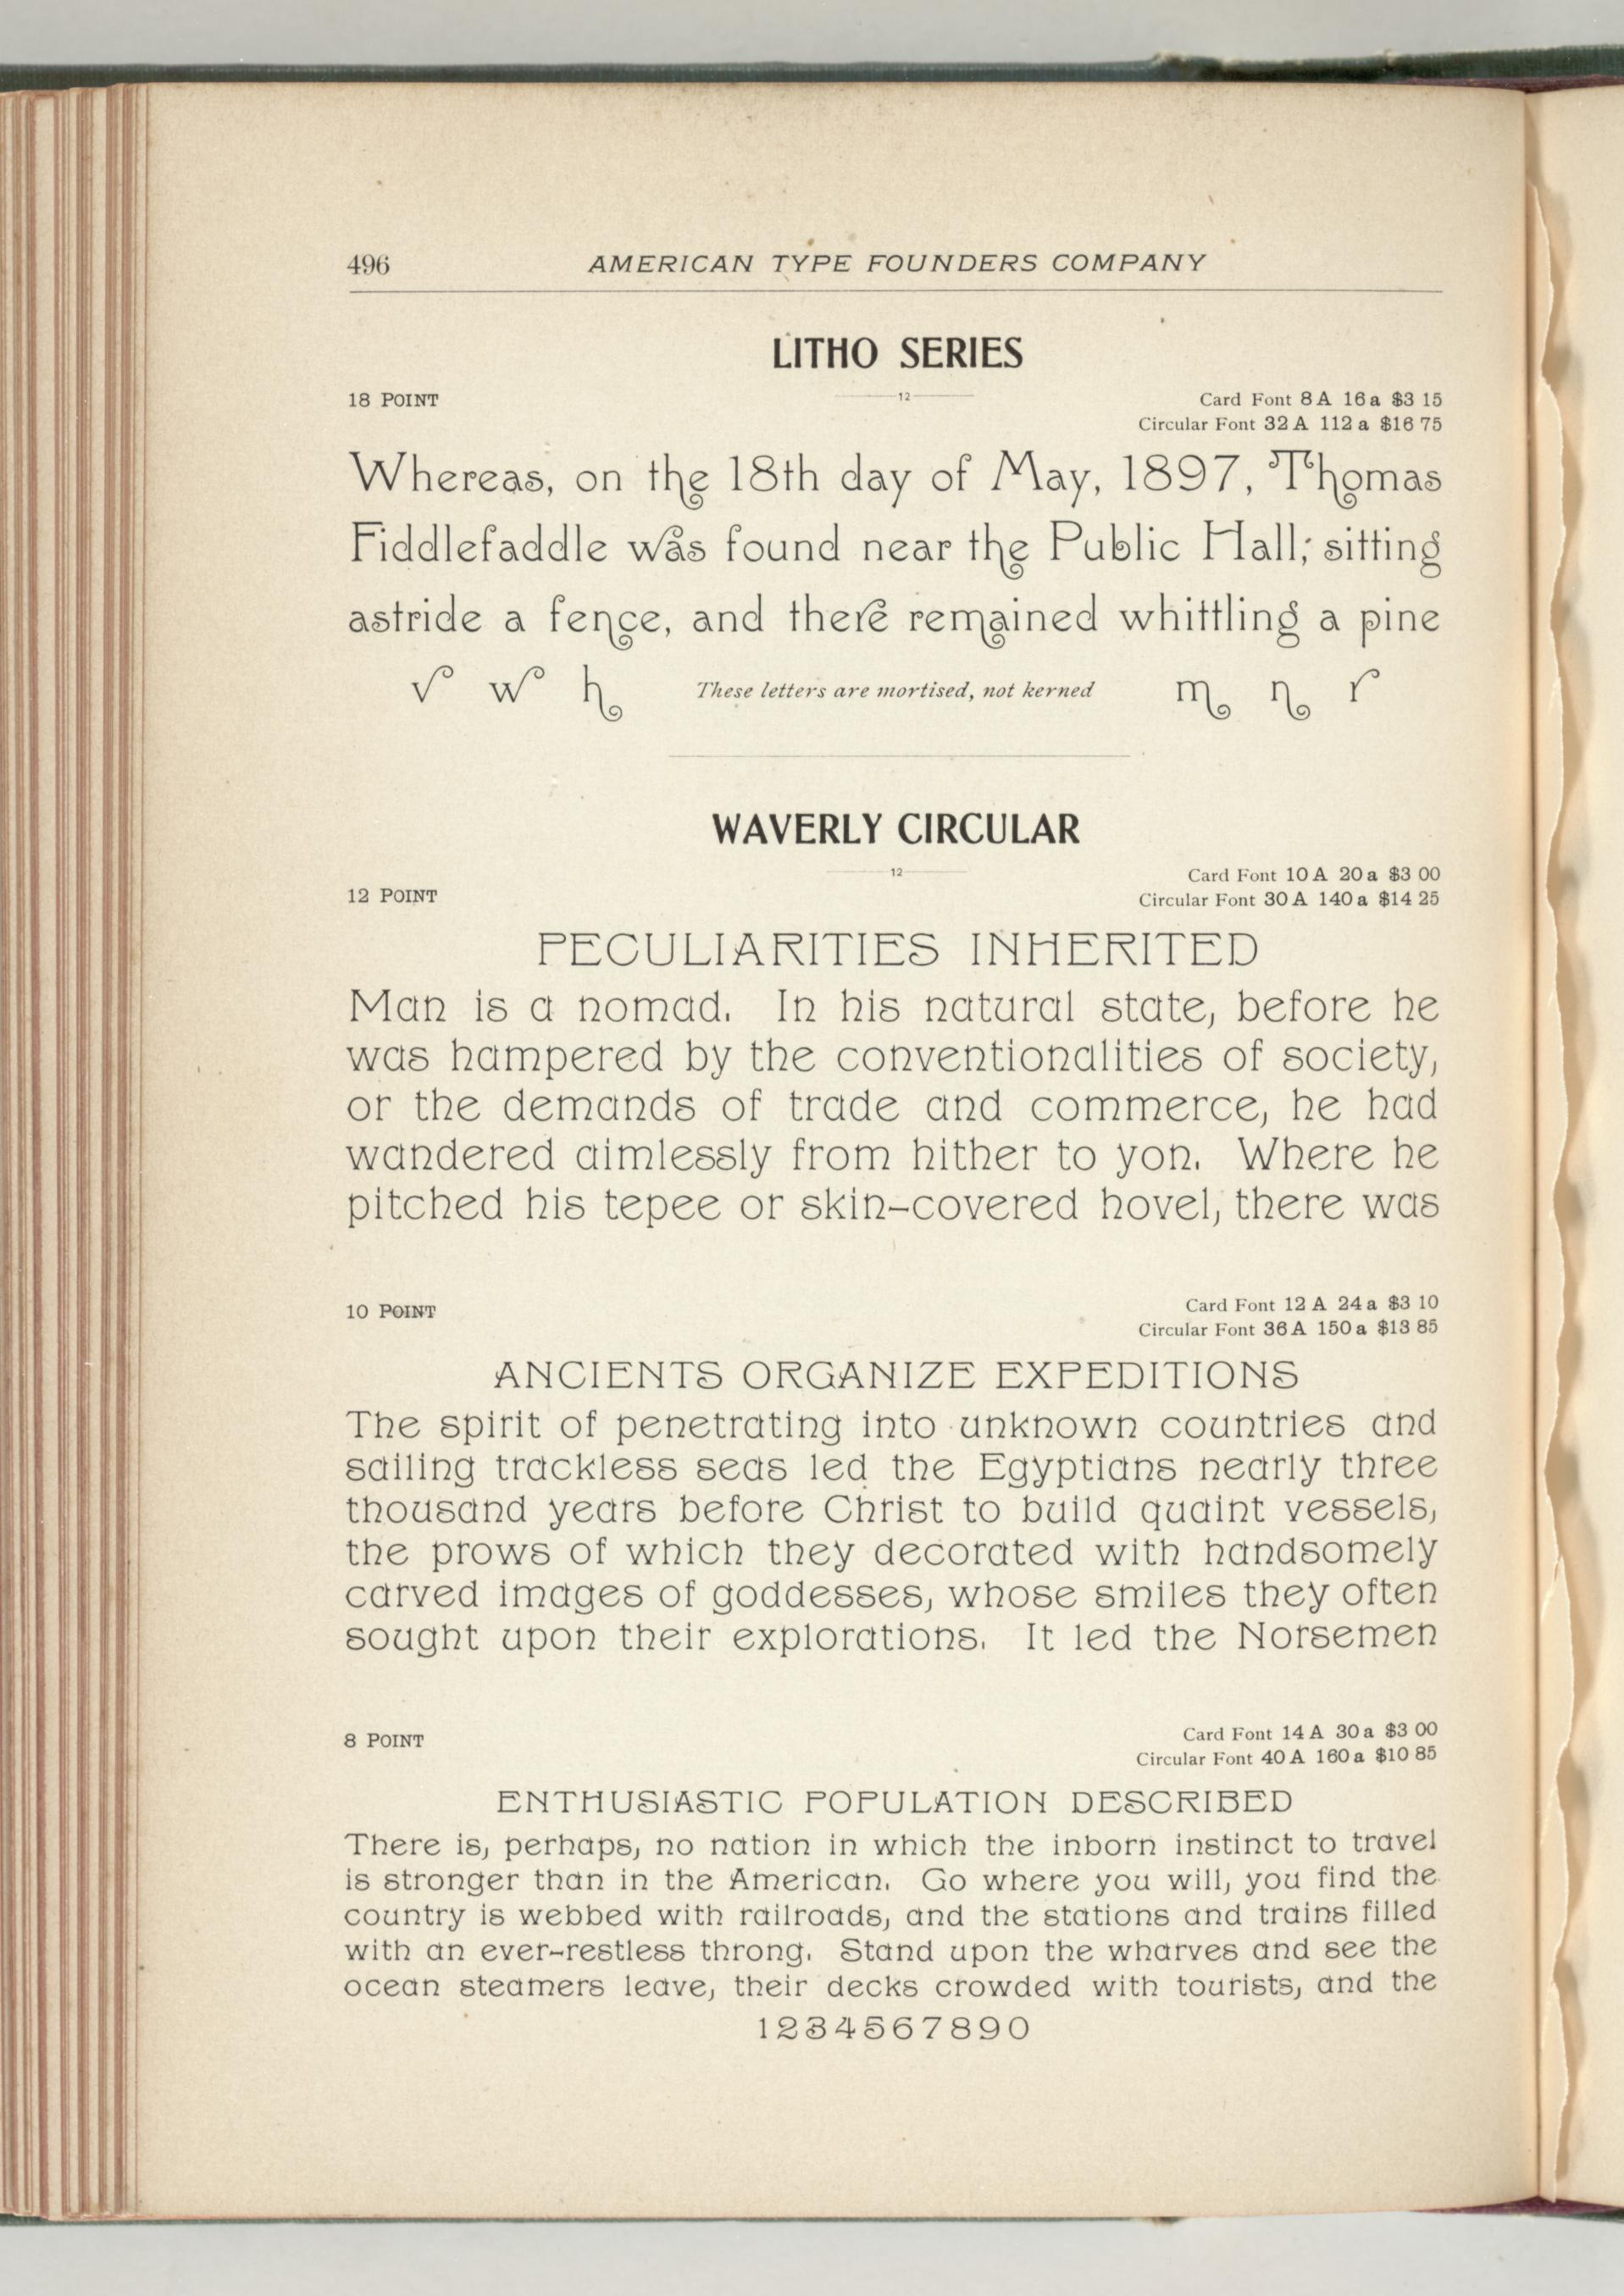 496
AMERICAN TYPE FOUNDERS COMPANY
LITHO SERIES
12
18 POINT
Card Font 8 A 16 a $3 15
Circular Font 32 A 112 a $16 75
Whereas, on the 18th day of May, 1897, Thomas
Fiddlefaddle was found near the Public Hall; sitting
astride a fence, and there remained whittling a pine
v w h These letters are mortised, not kerned m n r
WAVERLY CIRCULAR
12
12 POINT
Card Font 10 A 20 a $3 00
Circular Font 30 A 140 a $14 25
PECULIARITIES INHERITED
Man is a nomad. In his natural state, before he
was hampered by the conventionalities of society,
or the demands of trade and commerce, he had
wandered aimlessly from hither to yon. Where he
pitched his tepee or skin-covered hovel, there was
10 POINT
Card Font 12 A 24 a $3 10
Circular Font 36 A 150 a $13 85
ANCIENTS ORGANIZE EXPEDITIONS
The spirit of penetrating into unknown countries and
sailing trackless seas led the Egyptians nearly three
thousand years before Christ to build quaint vessels,
the prows of which they decorated with handsomely
carved images of goddesses, whose smiles they often
sought upon their explorations. It led the Norsemen
8 POINT
Card Font 14 A 30 a $3 00
Circular Font 40 A 160 a $10 85
ENTHUSIASTIC POPULATION DESCRIBED
There is, perhaps, no nation in which the inborn instinct to travel
is stronger than in the American. Go where you will, you find the
country is webbed with railroads, and the stations and trains filled
with an ever-restless throng. Stand upon the wharves and see the
ocean steamers leave, their decks crowded with tourists, and the
1234567890